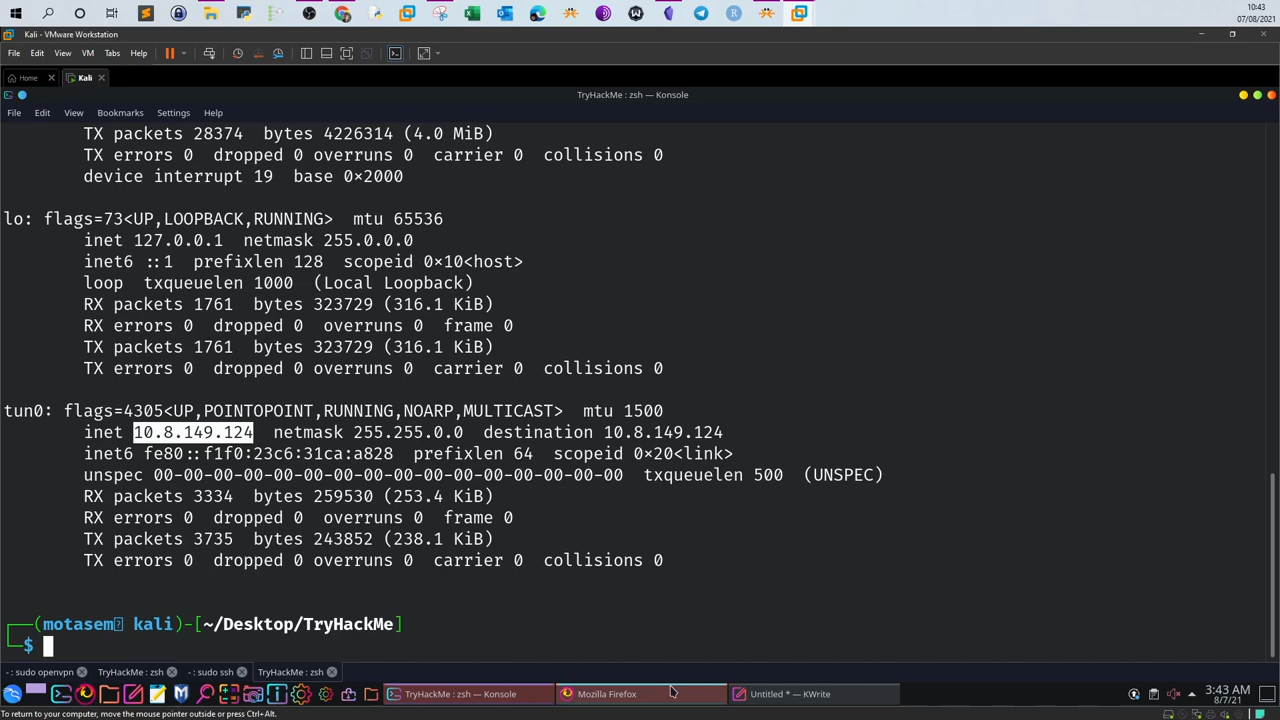 10:43
07/08/2021
Kali - VMware Workstation
File Edit View VM Tabs Help
Home Kali
TryHackMe : zsh — Konsole
File Edit View Bookmarks Settings Help
TX packets 28374 bytes 4226314 (4.0 MiB)
TX errors 0 dropped 0 overruns 0 carrier 0 collisions 0
device interrupt 19 base 0×2000
lo: flags=73<UP,LOOPBACK,RUNNING> mtu 65536
inet 127.0.0.1 netmask 255.0.0.0
inet6 ::1 prefixlen 128 scopeid 0×10<host>
loop txqueuelen 1000 (Local Loopback)
RX packets 1761 bytes 323729 (316.1 KiB)
RX errors 0 dropped 0 overruns 0 frame 0
TX packets 1761 bytes 323729 (316.1 KiB)
TX errors 0 dropped 0 overruns 0 carrier 0 collisions 0
tun0: flags=4305<UP,POINTOPOINT,RUNNING,NOARP,MULTICAST> mtu 1500
inet 10.8.149.124 netmask 255.255.0.0 destination 10.8.149.124
inet6 fe80::f1f0:23c6:31ca:a828 prefixlen 64 scopeid 0×20<link>
unspec 00-00-00-00-00-00-00-00-00-00-00-00-00-00-00-00 txqueuelen 500 (UNSPEC)
RX packets 3334 bytes 259530 (253.4 KiB)
RX errors 0 dropped 0 overruns 0 frame 0
TX packets 3735 bytes 243852 (238.1 KiB)
TX errors 0 dropped 0 overruns 0 carrier 0 collisions 0
(motasem kali)-[~/Desktop/TryHackMe]
$
- : sudo openvpn TryHackMe : zsh - : sudo ssh TryHackMe : zsh
TryHackMe : zsh — Konsole Mozilla Firefox Untitled * — KWrite
3:43 AM
8/7/21
To return to your computer, move the mouse pointer outside or press Ctrl+Alt.